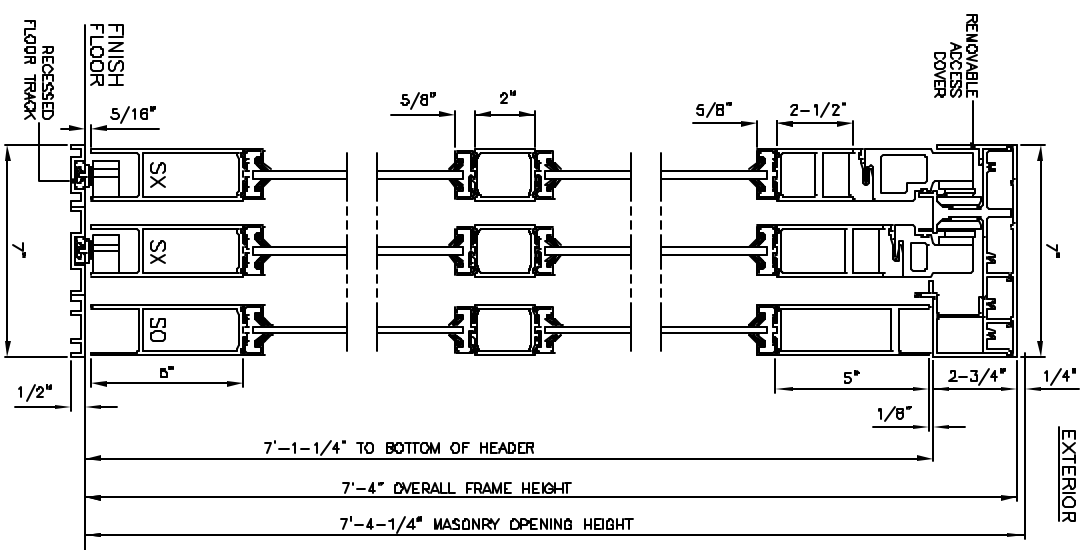 REMOVABLE
ACCESS
COVER
FINISH
FLOOR
RECESSED
FLOOR TRACK
5/16"
5/8"
2"
5/8"
2-1/2"
SX
SX
SO
7"
7"
6"
1/2"
5"
2-3/4"
1/4"
1/8"
EXTERIOR
7'-1-1/4" TO BOTTOM OF HEADER
7'-4" OVERALL FRAME HEIGHT
7'-4-1/4" MASONRY OPENING HEIGHT